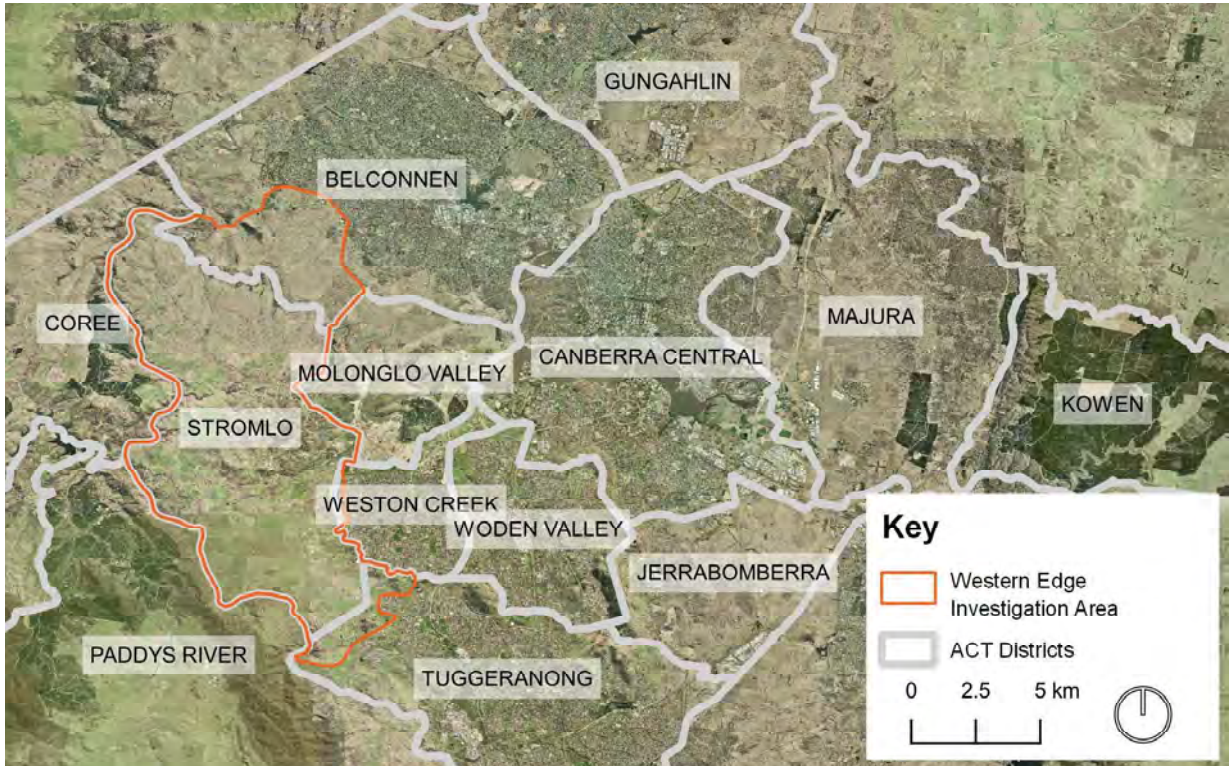 GUNGAHLIN
BELCONNEN
COREE
MAJURA
CANBERRA CENTRAL
MOLONGLO VALLEY
KOWEN
STROMLO
WESTON CREEK
WODEN VALLEY
JERRABOMBERRA
PADDYS RIVER
TUGGERANONG
Key
Western Edge
Investigation Area
ACT Districts
0 2.5 5 km